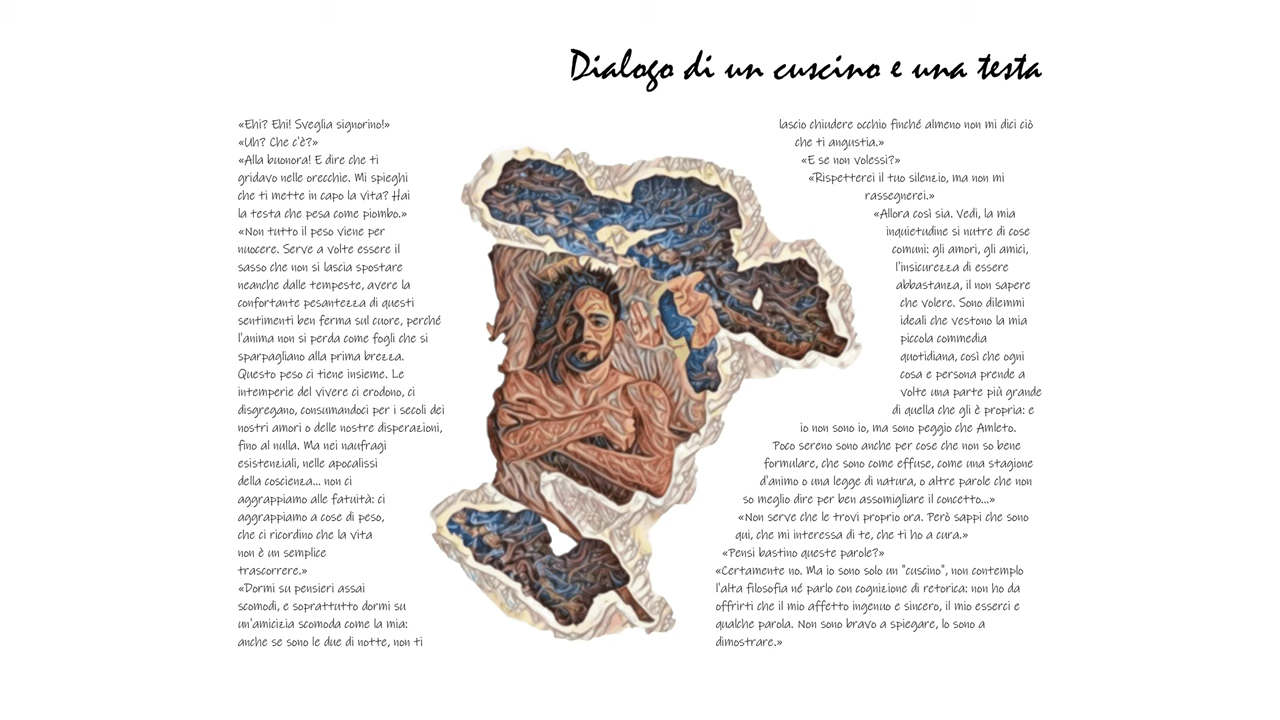 Dialogo di un cuscino e una testa
«Ehi? Ehi! Sveglia signorino!»
«Uh? Che c'è?»
«Alla buonora! E dire che ti
gridavo nelle orecchie. Mi spieghi
che ti mette in capo la vita? Hai
la testa che pesa come piombo.»
«Non tutto il peso viene per
nuocere. Serve a volte essere il
sasso che non si lascia spostare
neanche dalle tempeste, avere la
confortante pesantezza di questi
sentimenti ben ferma sul cuore, perché
l'anima non si perda come fogli che si
sparpagliano alla prima brezza.
Questo peso ci tiene insieme. Le
intemperie del vivere ci erodono, ci
disgregano, consumandoci per i secoli dei
nostri amori o delle nostre disperazioni,
fino al nulla. Ma nei naufragi
esistenziali, nelle apocalissi
della coscienza... non ci
aggrappiamo alle fatuità: ci
aggrappiamo a cose di peso,
che ci ricordino che la vita
non è un semplice
trascorrere.»
«Dormi su pensieri assai
scomodi, e soprattutto dormi su
un'amicizia scomoda come la mia:
anche se sono le due di notte, non ti
lascio chiudere occhio finché almeno non mi dici ciò
che ti angustia.»
«E se non volessi?»
«Rispetterei il tuo silenzio, ma non mi
rassegnerei.»
«Allora così sia. Vedi, la mia
inquietudine si nutre di cose
comuni: gli amori, gli amici,
l'insicurezza di essere
abbastanza, il non sapere
che volere. Sono dilemmi
ideali che vestono la mia
piccola commedia
quotidiana, così che ogni
cosa e persona prende a
volte una parte più grande
di quella che gli è propria: e
io non sono io, ma sono peggio che Amleto.
Poco sereno sono anche per cose che non so bene
formulare, che sono come effuse, come una stagione
d'animo o una legge di natura, o altre parole che non
so meglio dire per ben assomigliare il concetto...»
«Non serve che le trovi proprio ora. Però sappi che sono
qui, che mi interessa di te, che ti ho a cura.»
«Pensi bastino queste parole?»
«Certamente no. Ma io sono solo un "cuscino", non contemplo
l'alta filosofia né parlo con cognizione di retorica: non ho da
offrirti che il mio affetto ingenuo e sincero, il mio esserci e
qualche parola. Non sono bravo a spiegare, lo sono a
dimostrare.»